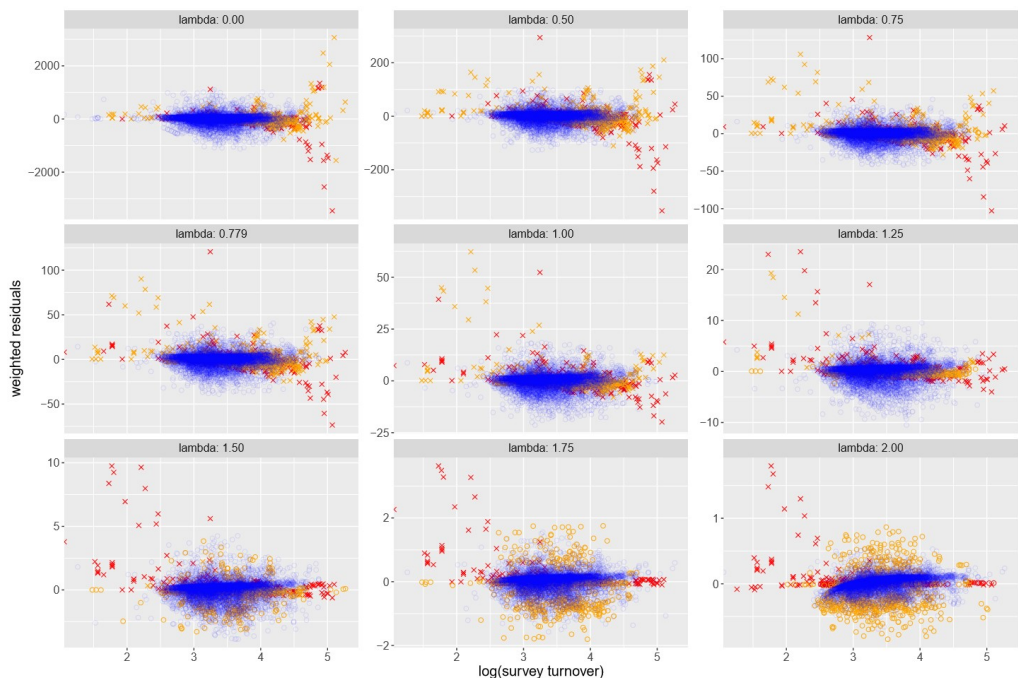 lambda: 0.00
lambda: 0.50
lambda: 0.75
2000
0
−2000
200
0
−200
100
50
0
−50
−100
lambda: 0.779
lambda: 1.00
lambda: 1.25
weighted residuals
100
50
0
−50
50
25
0
−25
20
10
0
−10
lambda: 1.50
lambda: 1.75
lambda: 2.00
10
5
0
2
0
−2
1
0
2 3 4 5
2 3 4 5
2 3 4 5
log(survey turnover)